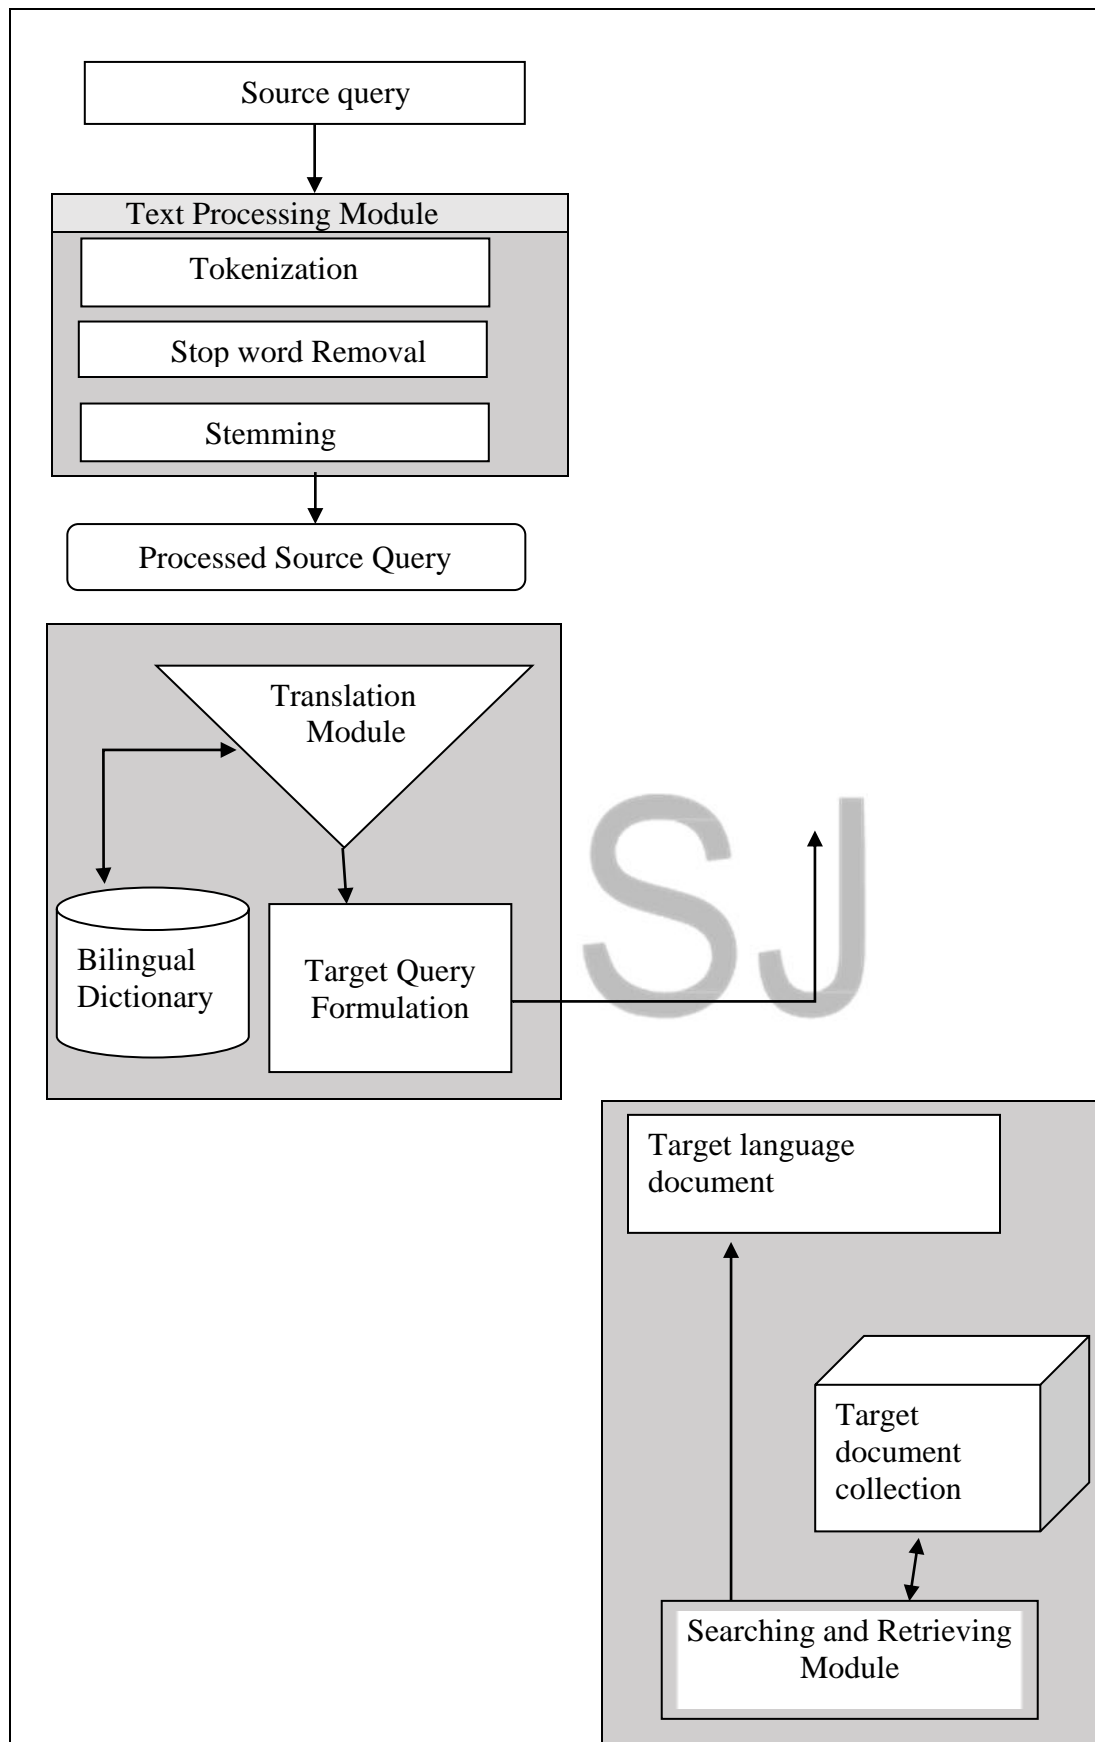 Source query
Text Processing Module
Tokenization
Stop word Removal
Stemming
Processed Source Query
Translation
Module
Bilingual
Dictionary
Target Query
Formulation
SJ
Target language
document
Target
document
collection
Searching and Retrieving
Module